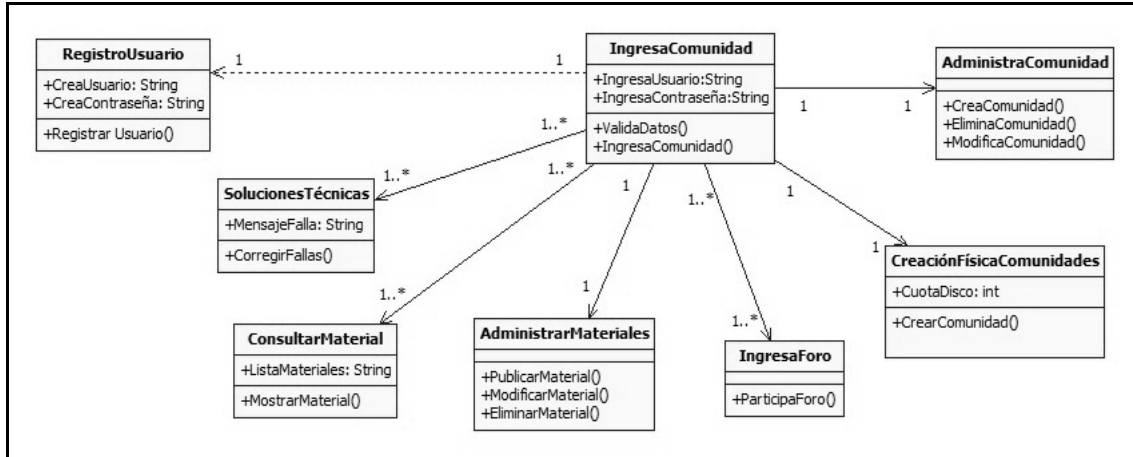 RegistroUsuario
+CreaUsuario: String
+CreaContraseña: String
+Registrar Usuario()
1
1
IngresaComunidad
+IngresaUsuario:String
+IngresaContraseña:String
+ValidaDatos()
+IngresaComunidad()
1
1
AdministraComunidad
+CreaComunidad()
+EliminaComunidad()
+ModificaComunidad()
1..*
1..*
SolucionesTécnicas
+MensajeFalla: String
+CorregirFallas()
1..*
1..*
ConsultarMaterial
+ListaMateriales: String
+MostrarMaterial()
1
1
AdministrarMateriales
+PublicarMaterial()
+ModificarMaterial()
+EliminarMaterial()
1..*
1..*
IngresaForo
+ParticipaForo()
1
1
CreaciónFísicaComunidades
+CuotaDisco: int
+CrearComunidad()